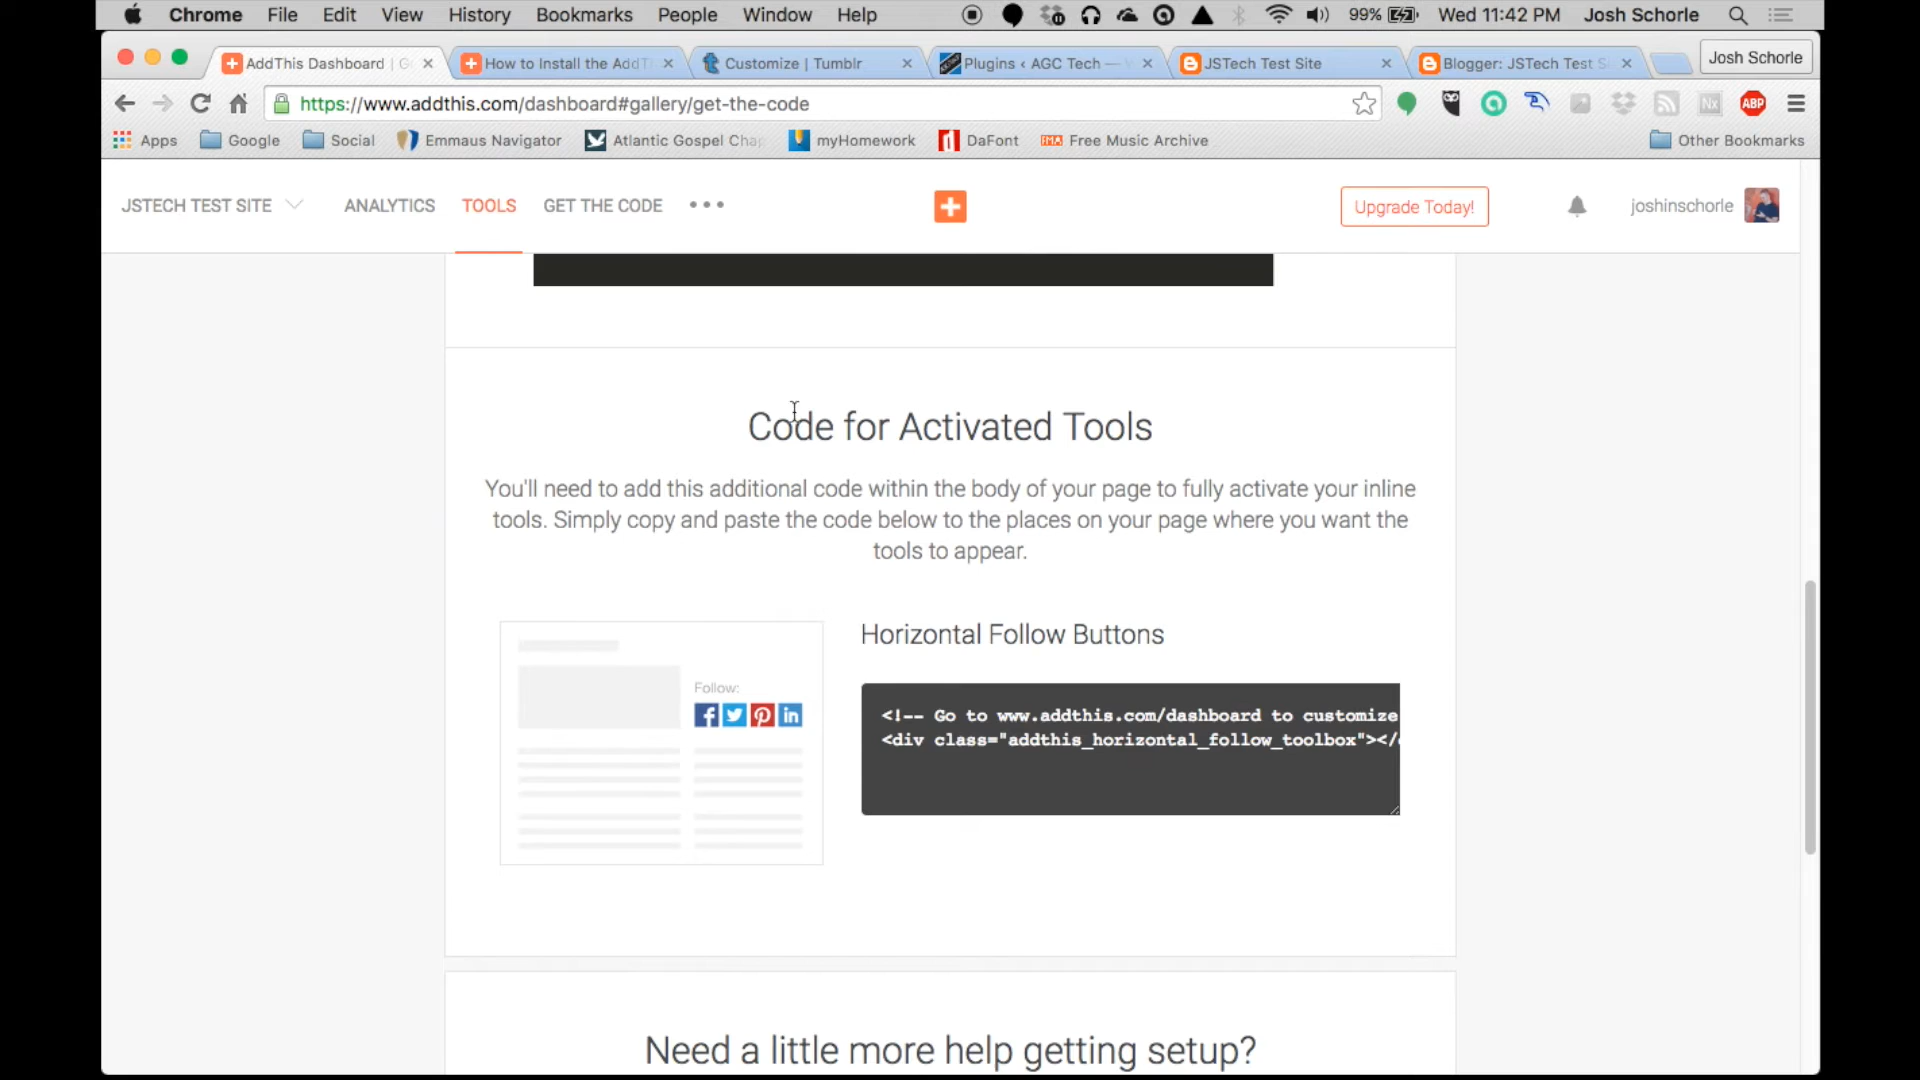 Chrome File Edit View History Bookmarks People Window Help 99% Wed 11:42 PM Josh Schorle
AddThis Dashboard | G How to Install the AddT Customize | Tumblr Plugins ‹ AGC Tech — JSTech Test Site Blogger: JSTech Test S Josh Schorle
https://www.addthis.com/dashboard#gallery/get-the-code ABP
Apps Google Social Emmaus Navigator Atlantic Gospel Chap myHomework DaFont FMA Free Music Archive Other Bookmarks
JSTECH TEST SITE ANALYTICS TOOLS GET THE CODE ••• Upgrade Today! joshinschorle
Code for Activated Tools
You'll need to add this additional code within the body of your page to fully activate your inline
tools. Simply copy and paste the code below to the places on your page where you want the
tools to appear.
Horizontal Follow Buttons
Follow:
<!-- Go to www.addthis.com/dashboard to customize
<div class="addthis_horizontal_follow_toolbox"></
Need a little more help getting setup?